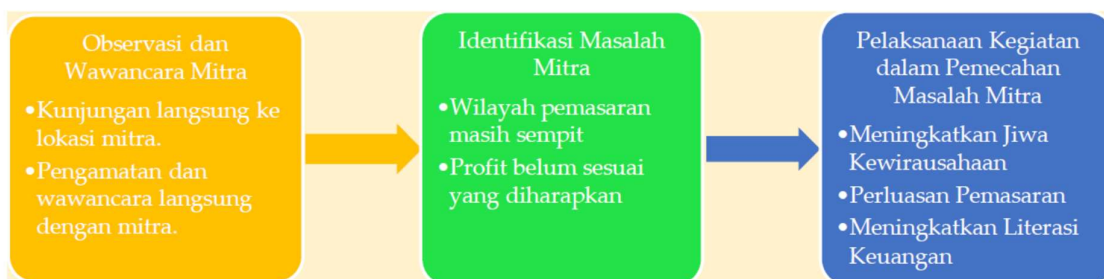 Observasi dan
Wawancara Mitra
•Kunjungan langsung ke
lokasi mitra.
•Pengamatan dan
wawancara langsung
dengan mitra.
Identifikasi Masalah
Mitra
•Wilayah pemasaran
masih sempit
•Profit belum sesuai
yang diharapkan
Pelaksanaan Kegiatan
dalam Pemecahan
Masalah Mitra
•Meningkatkan Jiwa
Kewirausahaan
•Perluasan Pemasaran
•Meningkatkan Literasi
Keuangan